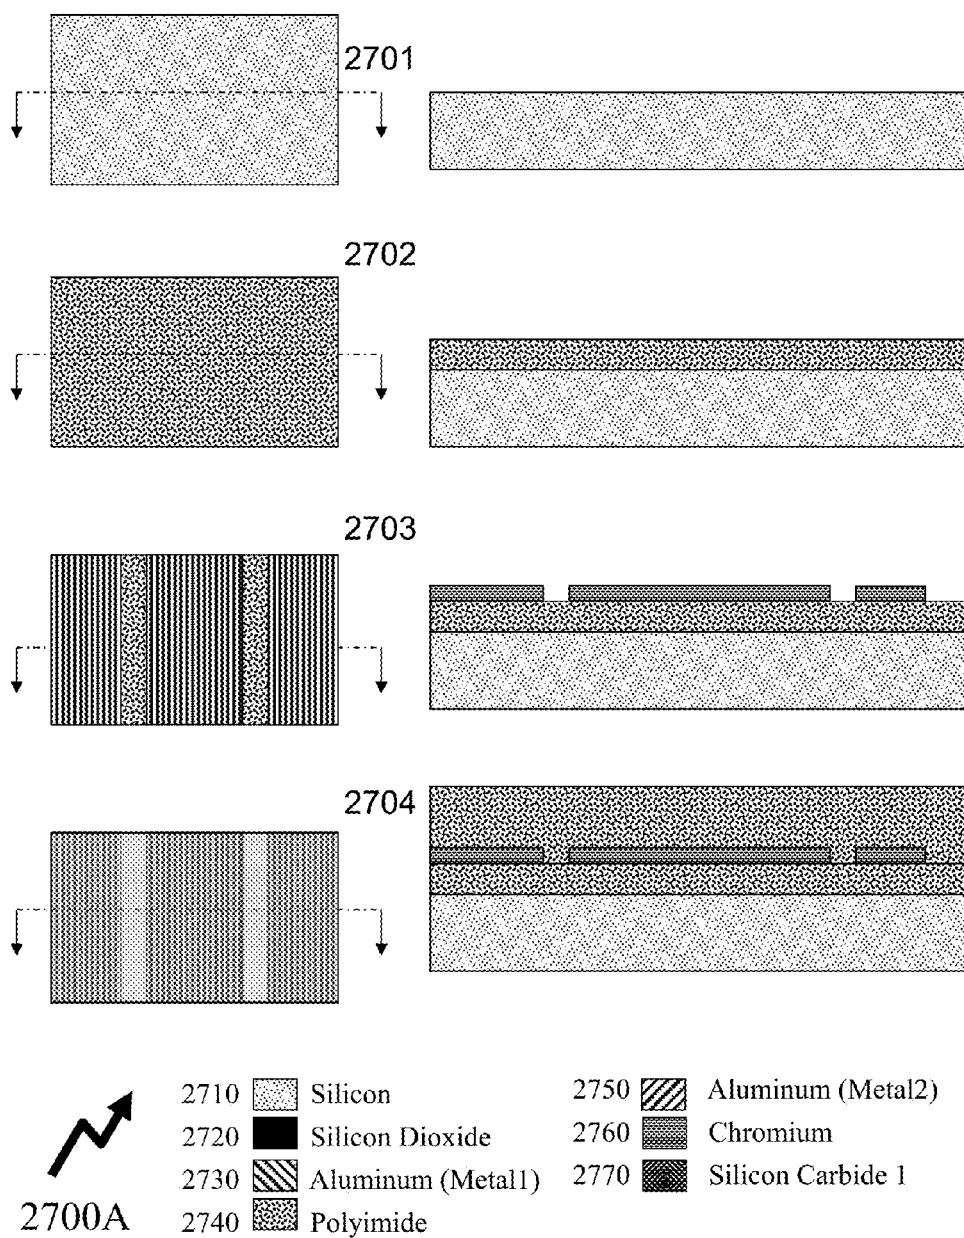 2701
2702
2703
2704
2700A
2710 Silicon
2720 Silicon Dioxide
2730 Aluminum (Metal1)
2740 Polyimide
2750 Aluminum (Metal2)
2760 Chromium
2770 Silicon Carbide 1